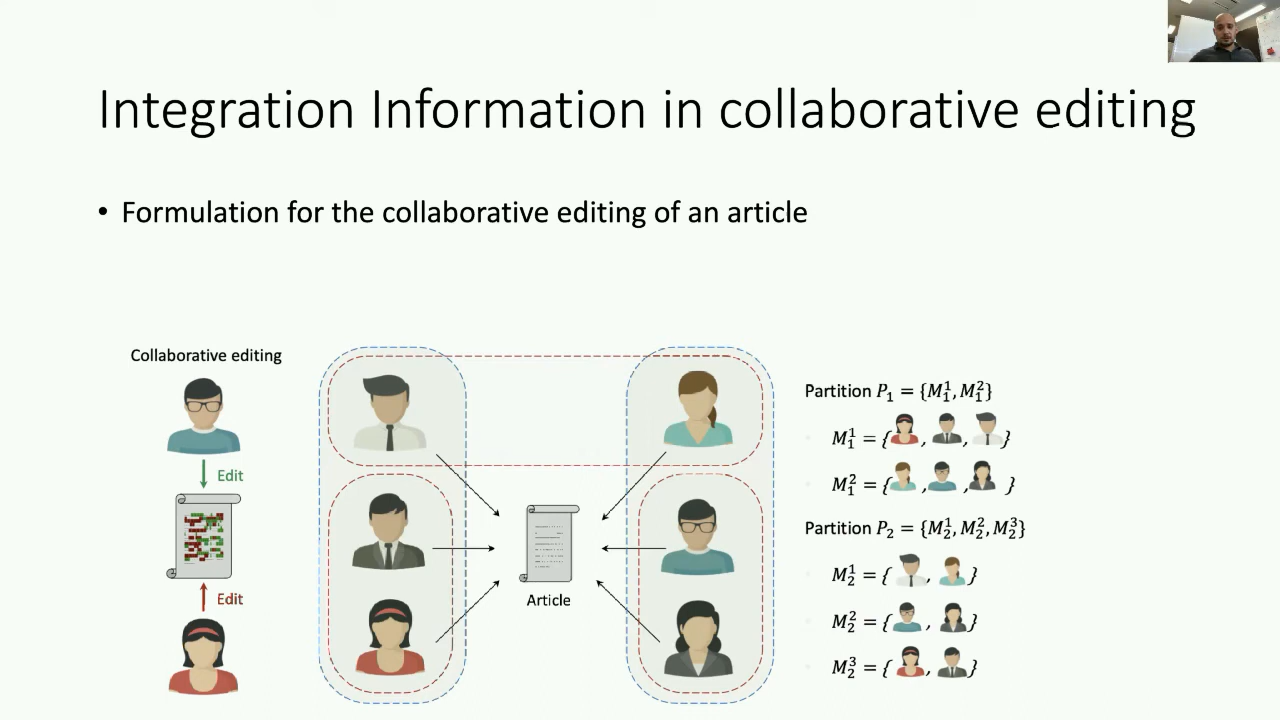 Integration Information in collaborative editing
• Formulation for the collaborative editing of an article
Collaborative editing
Edit
Edit
Article
Partition P₁ = {M₁¹, M₁²}
M₁¹ = { , , }
M₁² = { , , }
Partition P₂ = {M₂¹, M₂², M₂³}
M₂¹ = { , }
M₂² = { , }
M₂³ = { , }